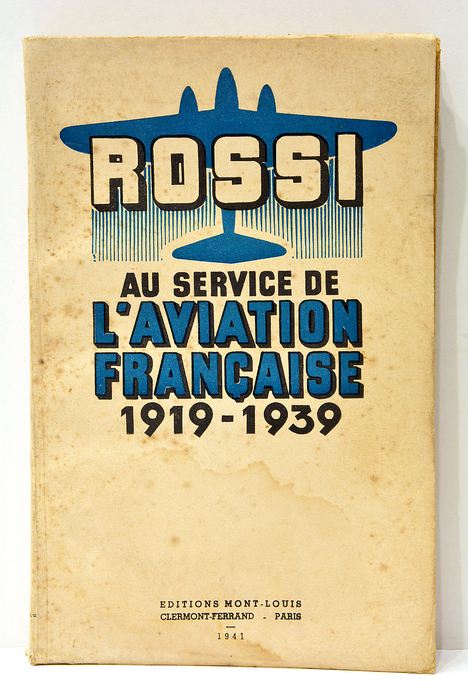 ROSSI
AU SERVICE DE
L'AVIATION
FRANÇAISE
1919-1939
EDITIONS MONT-LOUIS
CLERMONT-FERRAND - PARIS
1941